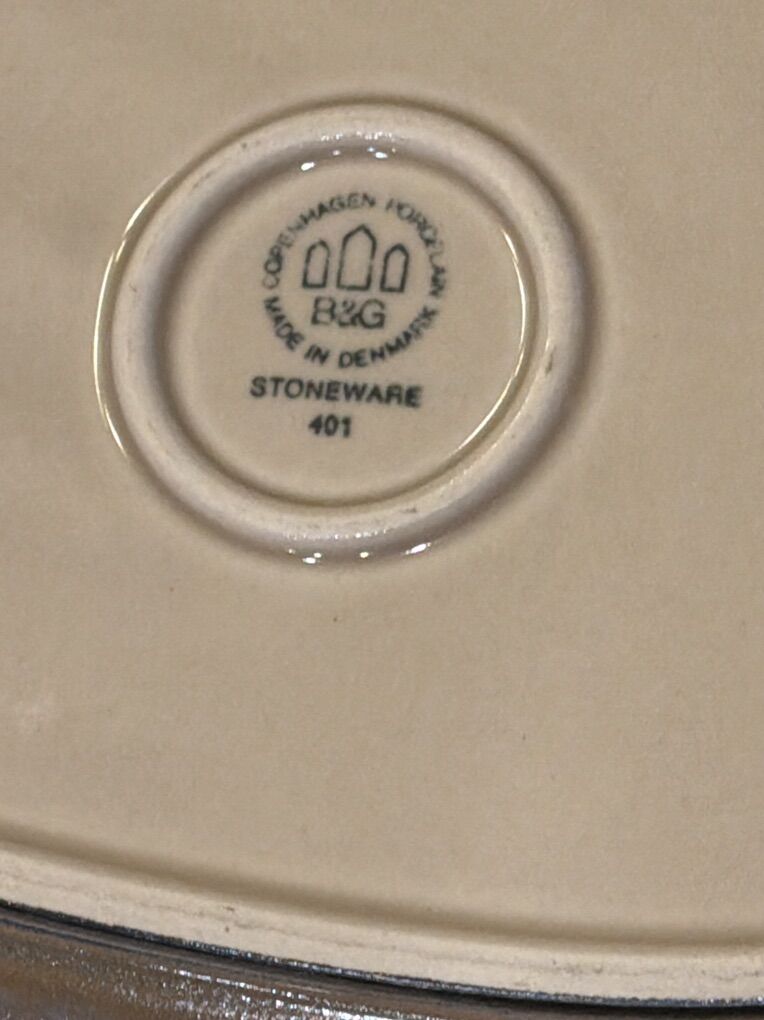 COPENHAGEN PORCELAIN
B&G
MADE IN DENMARK
STONEWARE
401